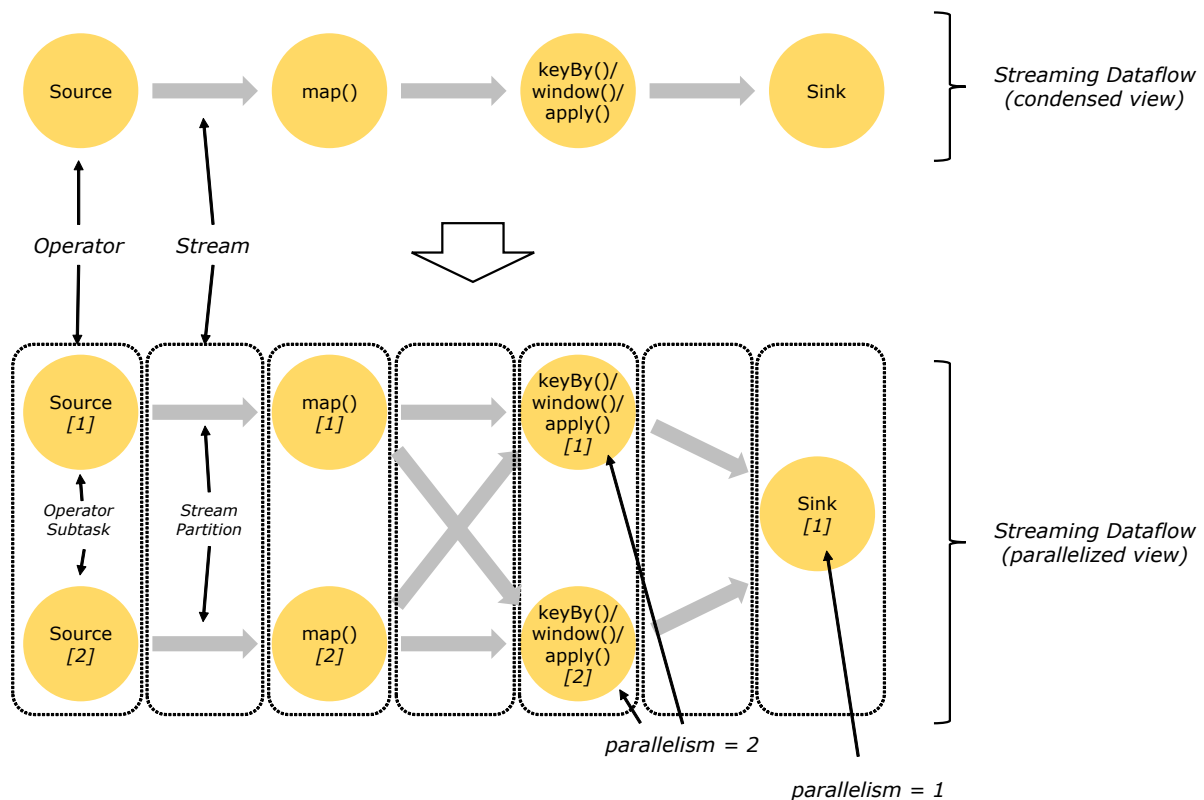 Source
map()
keyBy()/
window()/
apply()
Sink
Streaming Dataflow
(condensed view)
Operator
Stream
Source
[1]
map()
[1]
keyBy()/
window()/
apply()
[1]
Operator
Subtask
Stream
Partition
Sink
[1]
Streaming Dataflow
(parallelized view)
Source
[2]
map()
[2]
keyBy()/
window()/
apply()
[2]
parallelism = 2
parallelism = 1